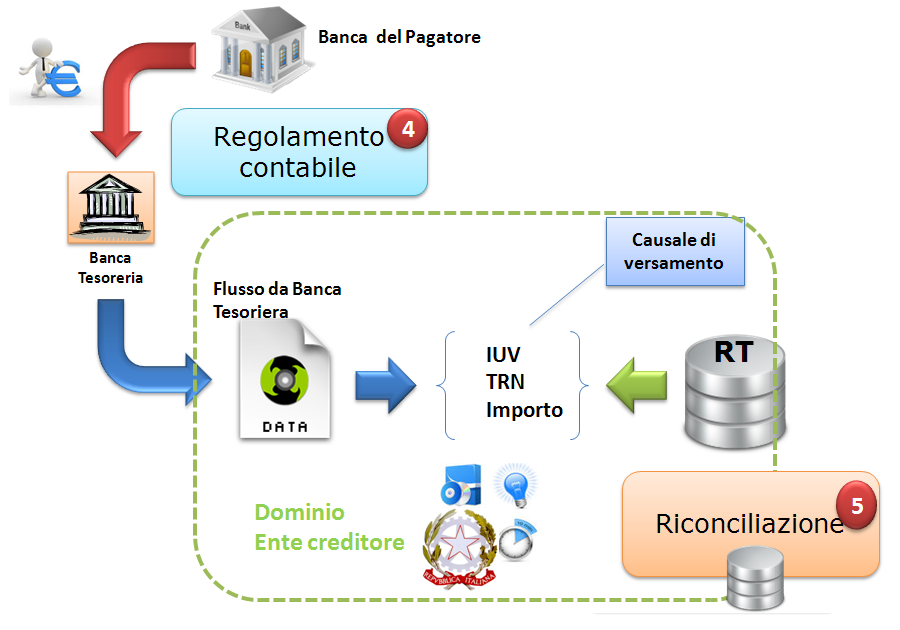 Bank
Banca del Pagatore
Regolamento
contabile
4
Banca
Tesoreria
Causale di
versamento
Flusso da Banca
Tesoriera
DATA
IUV
TRN
Importo
RT
Dominio
Ente creditore
REPVBBLICA ITALIANA
Riconciliazione
5